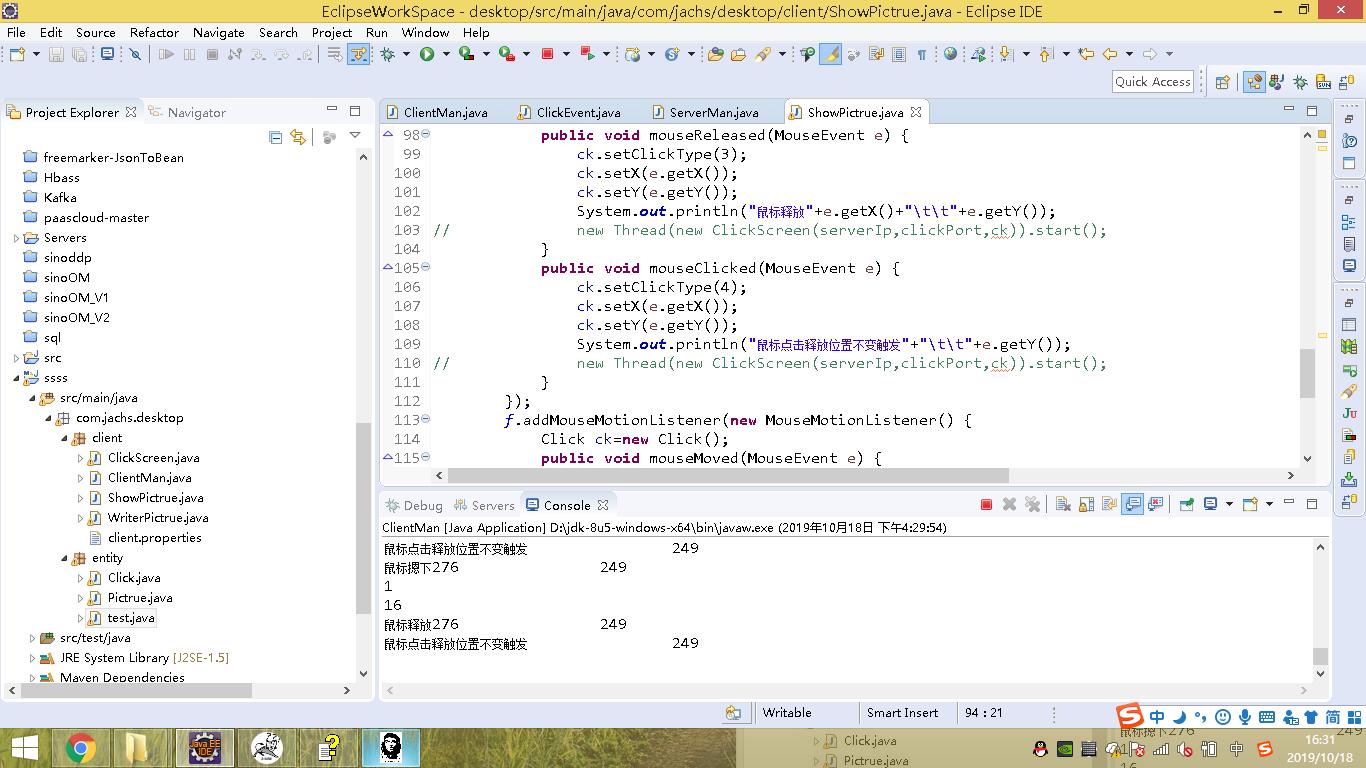 EclipseWorkSpace - desktop/src/main/java/com/jachs/desktop/client/ShowPictrue.java - Eclipse IDE
File Edit Source Refactor Navigate Search Project Run Window Help
Quick Access
Project Explorer Navigator
freemarker-JsonToBean
Hbass
Kafka
paascloud-master
Servers
sinoddp
sinoOM
sinoOM_V1
sinoOM_V2
sql
src
ssss
src/main/java
com.jachs.desktop
client
ClickScreen.java
ClientMan.java
ShowPictrue.java
WriterPictrue.java
client.properties
entity
Click.java
Pictrue.java
test.java
src/test/java
JRE System Library [J2SE-1.5]
Maven Dependencies
ClientMan.java ClickEvent.java ServerMan.java ShowPictrue.java
98 public void mouseReleased(MouseEvent e) {
99 ck.setClickType(3);
100 ck.setX(e.getX());
101 ck.setY(e.getY());
102 System.out.println("鼠标释放"+e.getX()+"\t\t"+e.getY());
103 // new Thread(new ClickScreen(serverIp,clickPort,ck)).start();
104 }
105 public void mouseClicked(MouseEvent e) {
106 ck.setClickType(4);
107 ck.setX(e.getX());
108 ck.setY(e.getY());
109 System.out.println("鼠标点击释放位置不变触发"+"\t\t"+e.getY());
110 // new Thread(new ClickScreen(serverIp,clickPort,ck)).start();
111 }
112 });
113 f.addMouseMotionListener(new MouseMotionListener() {
114 Click ck=new Click();
115 public void mouseMoved(MouseEvent e) {
Debug Servers Console
ClientMan [Java Application] D:\jdk-8u5-windows-x64\bin\javaw.exe (2019年10月18日 下午4:29:54)
鼠标点击释放位置不变触发 249
鼠标摁下276 249
1
16
鼠标释放276 249
鼠标点击释放位置不变触发 249
Writable Smart Insert 94 : 21
中 简
Java EE IDE
Click.java
Pictrue.java
鼠标摁下276 249
16
中
16:31
2019/10/18